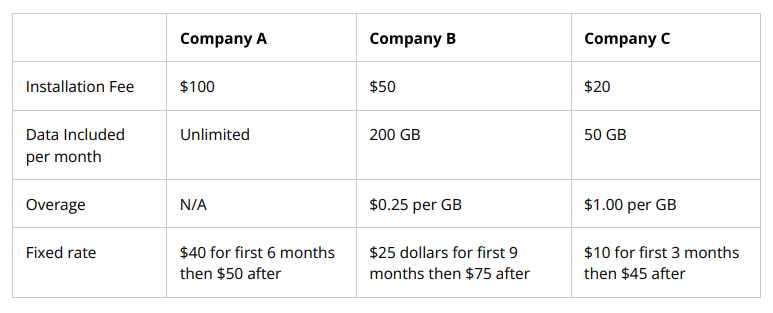 Company A Company B Company C
Installation Fee $100 $50 $20
Data Included
per month
Unlimited 200 GB 50 GB
Overage N/A $0.25 per GB $1.00 per GB
Fixed rate
$40 for first 6 months
then $50 after
$25 dollars for first 9
months then $75 after
$10 for first 3 months
then $45 after